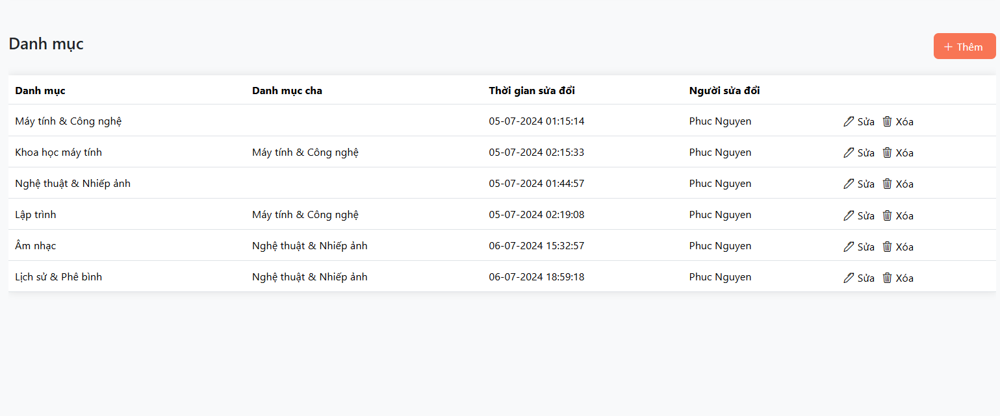 Danh mục
+ Thêm
Danh mục Danh mục cha Thời gian sửa đổi Người sửa đổi
Máy tính & Công nghệ 05-07-2024 01:15:14 Phuc Nguyen Sửa Xóa
Khoa học máy tính Máy tính & Công nghệ 05-07-2024 02:15:33 Phuc Nguyen Sửa Xóa
Nghệ thuật & Nhiếp ảnh 05-07-2024 01:44:57 Phuc Nguyen Sửa Xóa
Lập trình Máy tính & Công nghệ 05-07-2024 02:19:08 Phuc Nguyen Sửa Xóa
Âm nhạc Nghệ thuật & Nhiếp ảnh 06-07-2024 15:32:57 Phuc Nguyen Sửa Xóa
Lịch sử & Phê bình Nghệ thuật & Nhiếp ảnh 06-07-2024 18:59:18 Phuc Nguyen Sửa Xóa